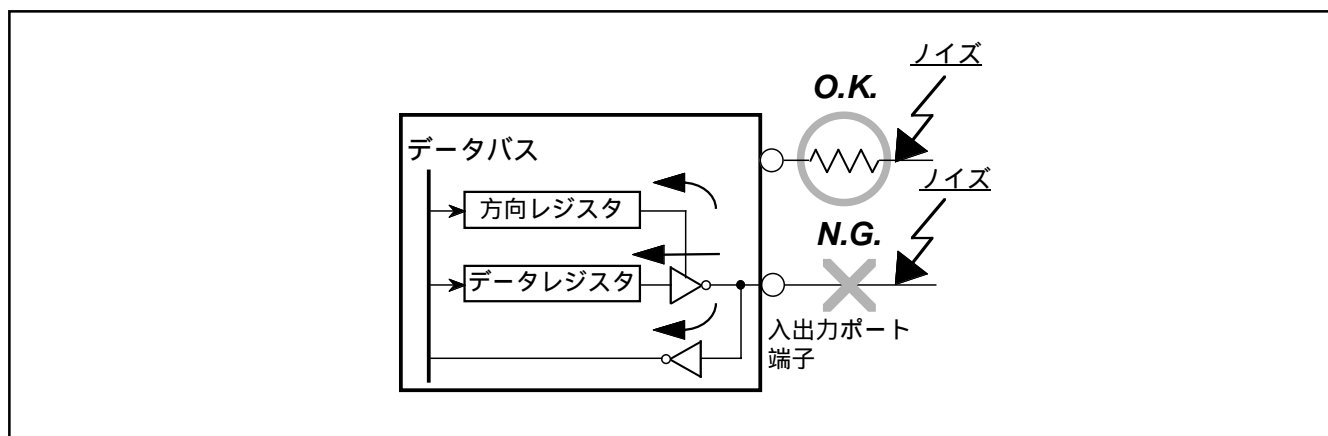 ノイズ
O.K.
データバス
ノイズ
方向レジスタ
N.G.
データレジスタ
入出力ポート
端子